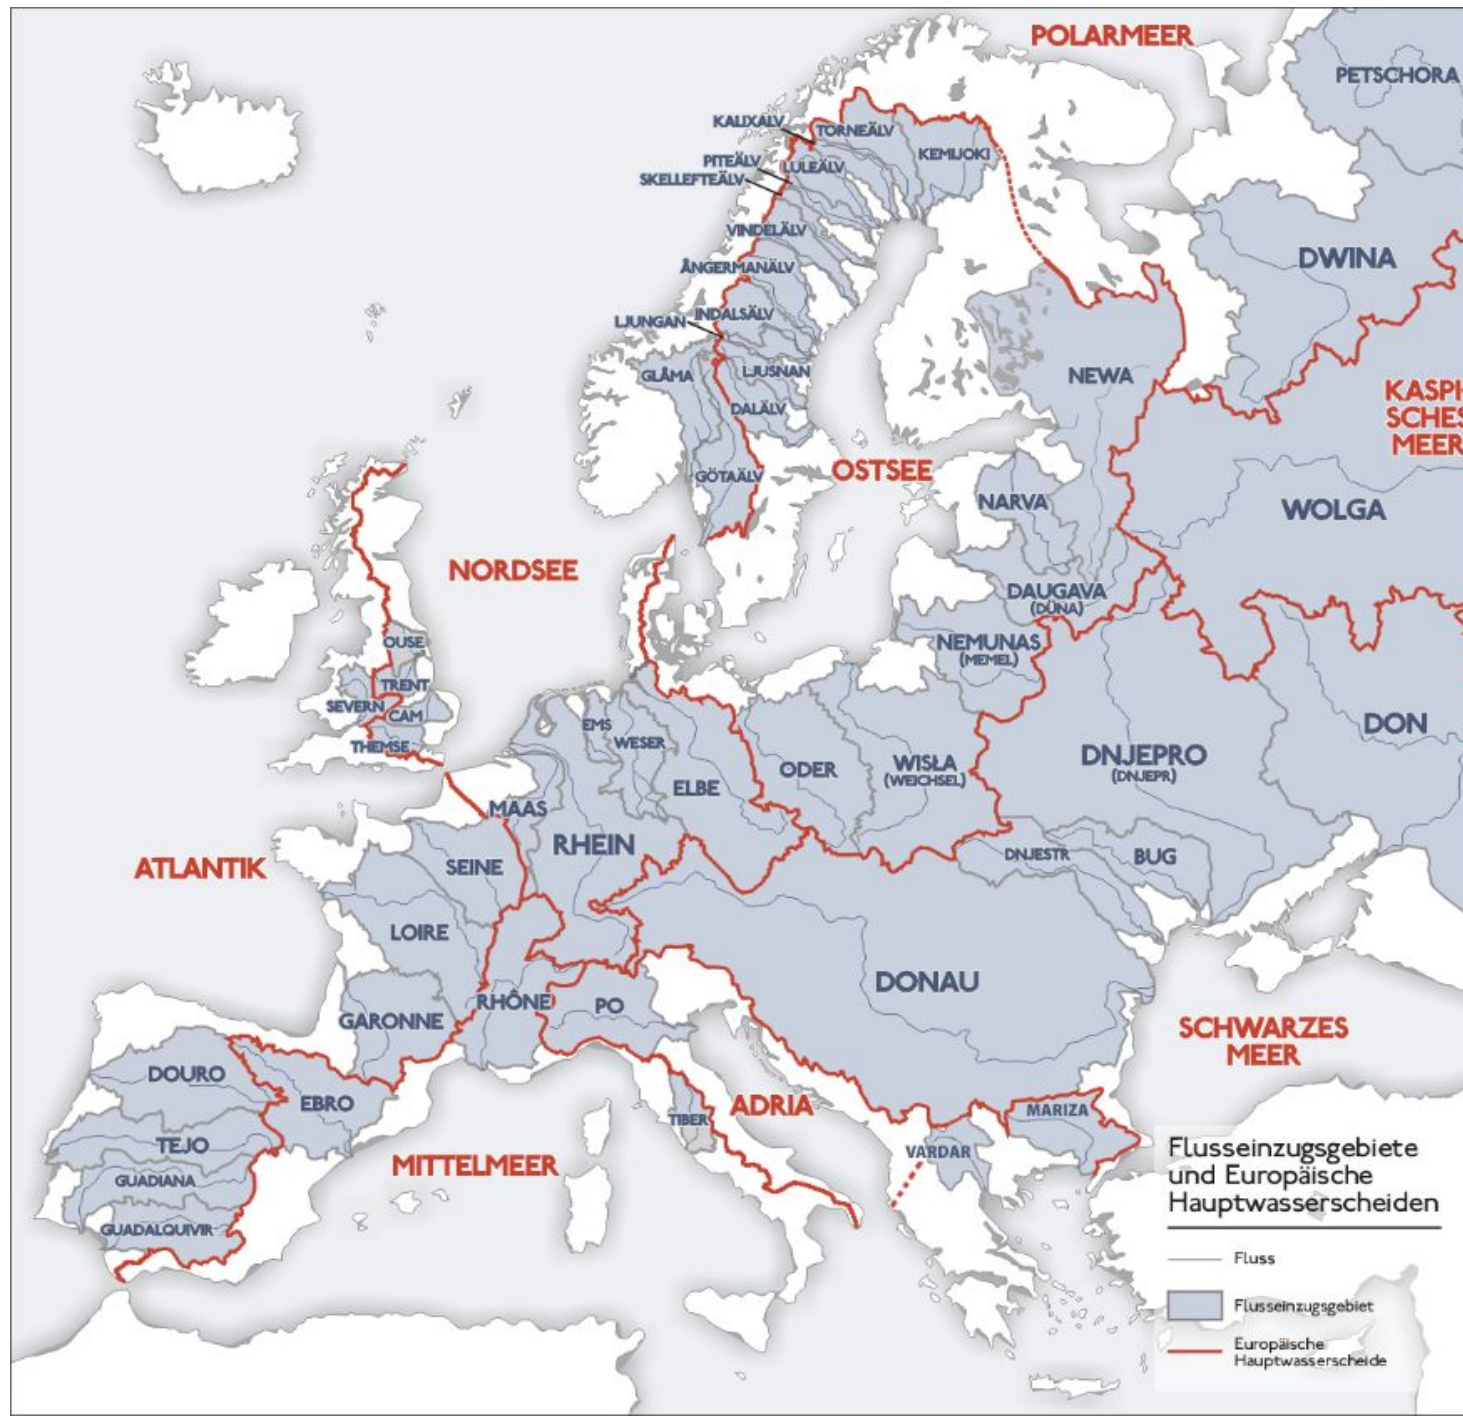 POLARMEER
PETSCHORA
KALIXÄLV
TORNEÄLV
KEMIJOKI
PITEÄLV
LULEÄLV
SKELLEFTEÄLV
VINDELÄLV
DWINA
ÅNGERMANÄLV
INDALSÄLV
LJUNGAN
GLÅMA
LJUSNAN
NEWA
KASPI-
SCHES
MEER
DALÄLV
OSTSEE
GÖTAÄLV
NARVA
WOLGA
NORDSEE
DAUGAVA
(DÜNA)
OUSE
NEMUNAS
(MEMEL)
TRENT
SEVERN
CAM
THEMSE
EMS
WESER
DON
DNJEPRO
(DNJEPR)
ODER
WISŁA
(WEICHSEL)
ELBE
MAAS
RHEIN
DNJESTR
BUG
ATLANTIK
SEINE
LOIRE
DONAU
RHÔNE
PO
GARONNE
SCHWARZES
MEER
DOURO
EBRO
ADRIA
TIBER
MARIZA
TEJO
VARDAR
MITTELMEER
GUADIANA
GUADALQUIVIR
Flusseinzugsgebiete
und Europäische
Hauptwasserscheiden
Fluss
Flusseinzugsgebiet
Europäische
Hauptwasserscheide